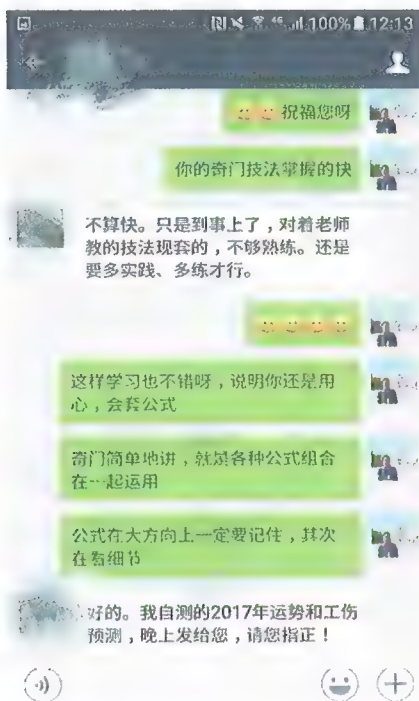 4G 100% 12:13
祝福您呀
你的奇门技法掌握的快
不算快。只是到事上了,对着老师
教的技法现套的,不够熟练。还是
要多实践、多练才行。
这样学习也不错呀,说明你还是用
心,会套公式
奇门简单地讲,就是各种公式组合
在一起运用
公式在大方向上一定要记住,其次
在看细节
好的。我自测的2017年运势和工伤
预测,晚上发给您,请您指正!